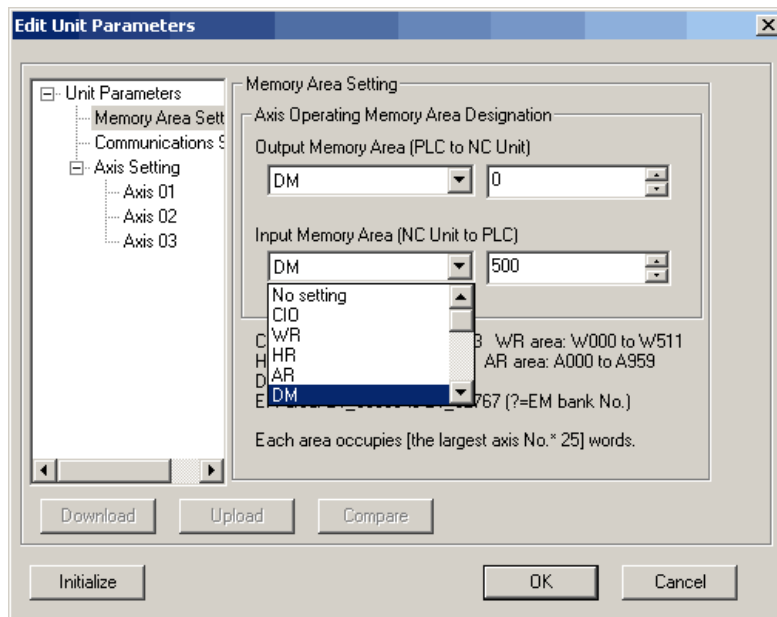 Edit Unit Parameters
Unit Parameters
Memory Area Sett
Communications S
Axis Setting
Axis 01
Axis 02
Axis 03
Memory Area Setting
Axis Operating Memory Area Designation
Output Memory Area (PLC to NC Unit)
DM 0
Input Memory Area (NC Unit to PLC)
DM 500
No setting
CIO
WR
HR
AR
DM
C 3 WR area: W000 to W511
H AR area: A000 to A959
D
767 (?=EM bank No.)
Each area occupies [the largest axis No.* 25] words.
Download Upload Compare
Initialize OK Cancel